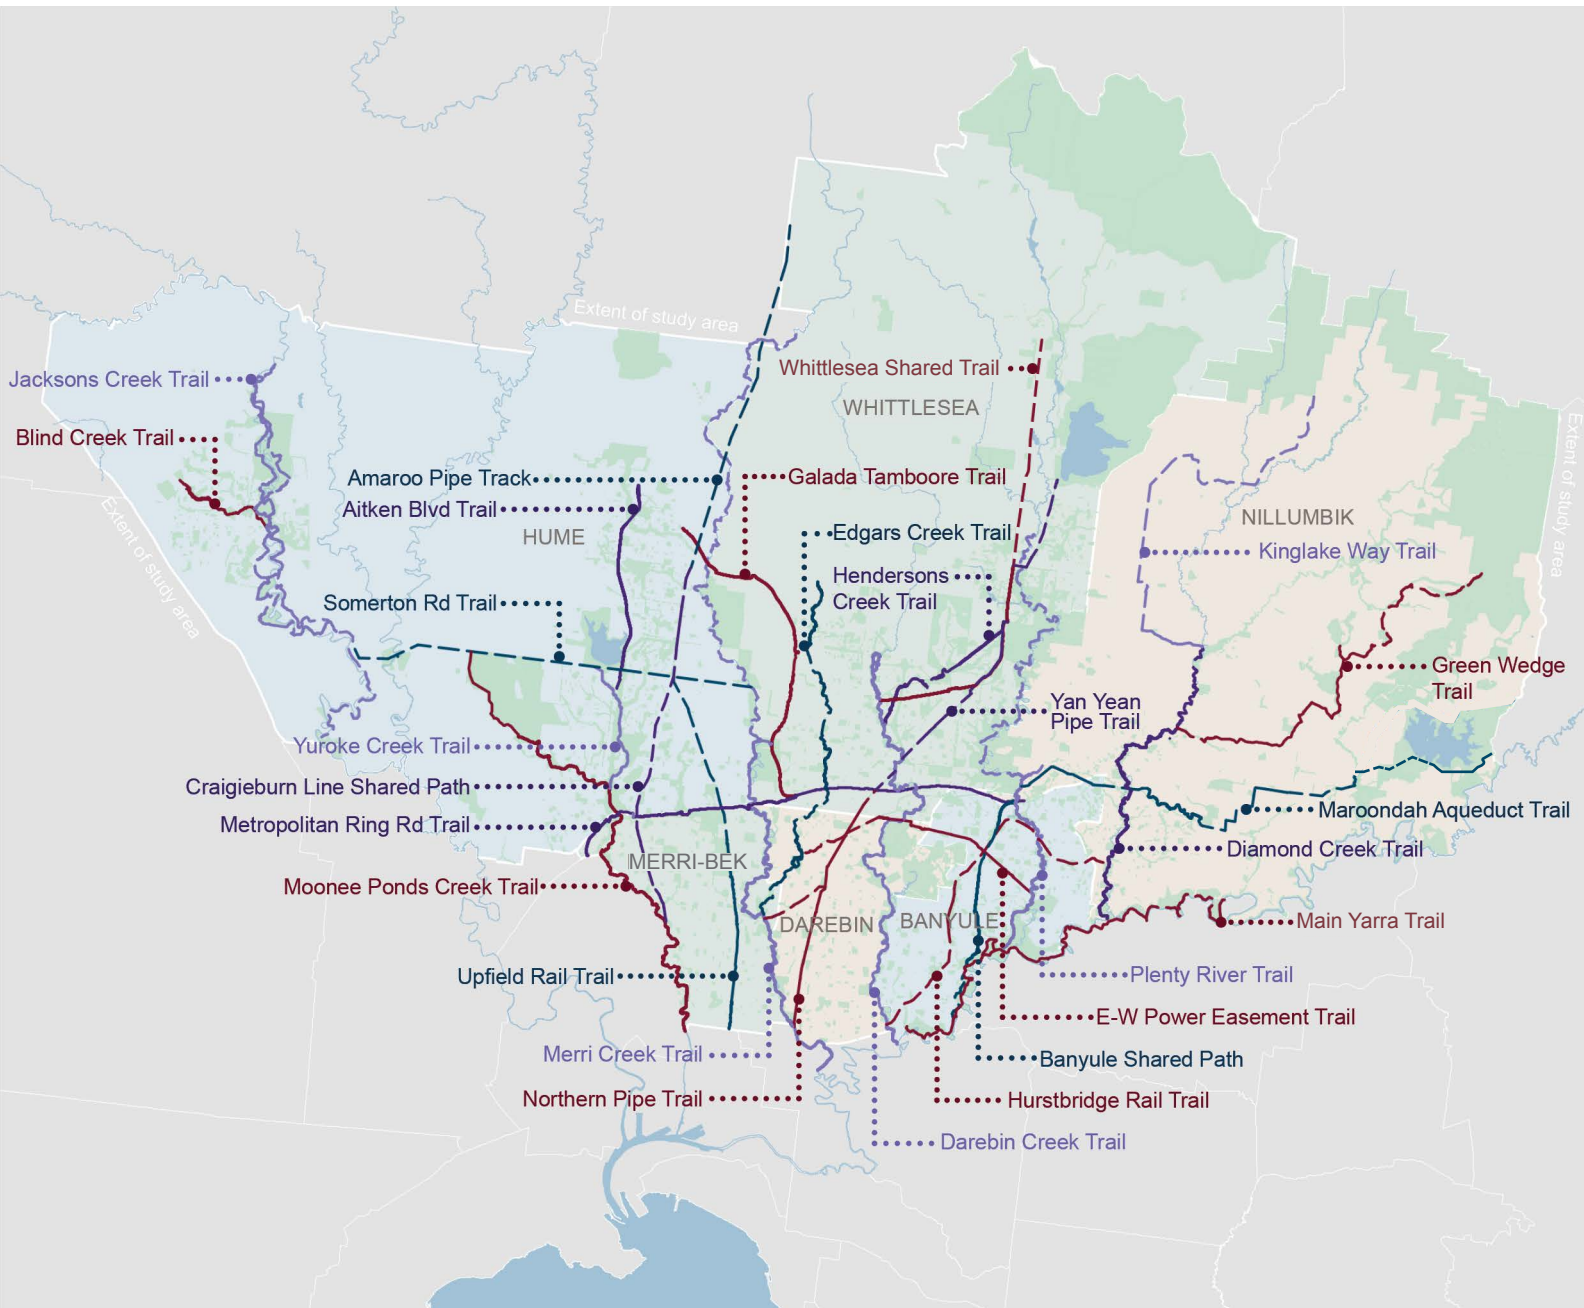 Extent of study area
Whittlesea Shared Trail
Jacksons Creek Trail
WHITTLESEA
Blind Creek Trail
Extent of study area
Amaroo Pipe Track
Galada Tamboore Trail
Aitken Blvd Trail
NILLUMBIK
HUME
Edgars Creek Trail
Kinglake Way Trail
Extent of study area
Hendersons
Creek Trail
Somerton Rd Trail
Green Wedge
Trail
Yan Yean
Pipe Trail
Yuroke Creek Trail
Craigieburn Line Shared Path
Maroondah Aqueduct Trail
Metropolitan Ring Rd Trail
Diamond Creek Trail
MERRI-BEK
Moonee Ponds Creek Trail
DAREBIN
BANYULE
Main Yarra Trail
Upfield Rail Trail
Plenty River Trail
E-W Power Easement Trail
Merri Creek Trail
Banyule Shared Path
Northern Pipe Trail
Hurstbridge Rail Trail
Darebin Creek Trail